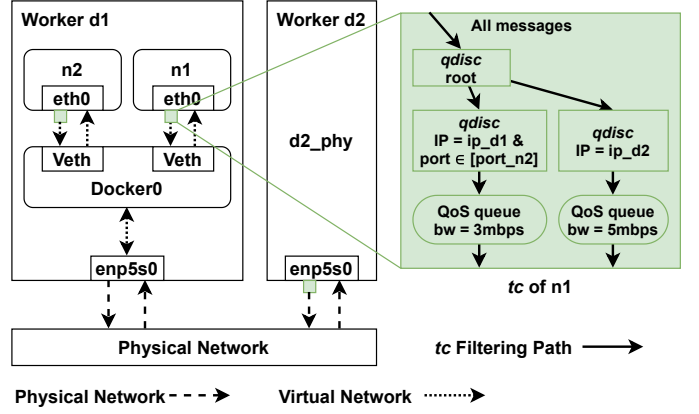 Worker d1
n2
n1
eth0
eth0
Veth
Veth
Docker0
enp5s0
Worker d2
d2_phy
enp5s0
Physical Network
All messages
qdisc
root
qdisc
IP = ip_d1 &
port ∈ [port_n2]
qdisc
IP = ip_d2
QoS queue
bw = 3mbps
QoS queue
bw = 5mbps
tc of n1
tc Filtering Path
Physical Network
Virtual Network